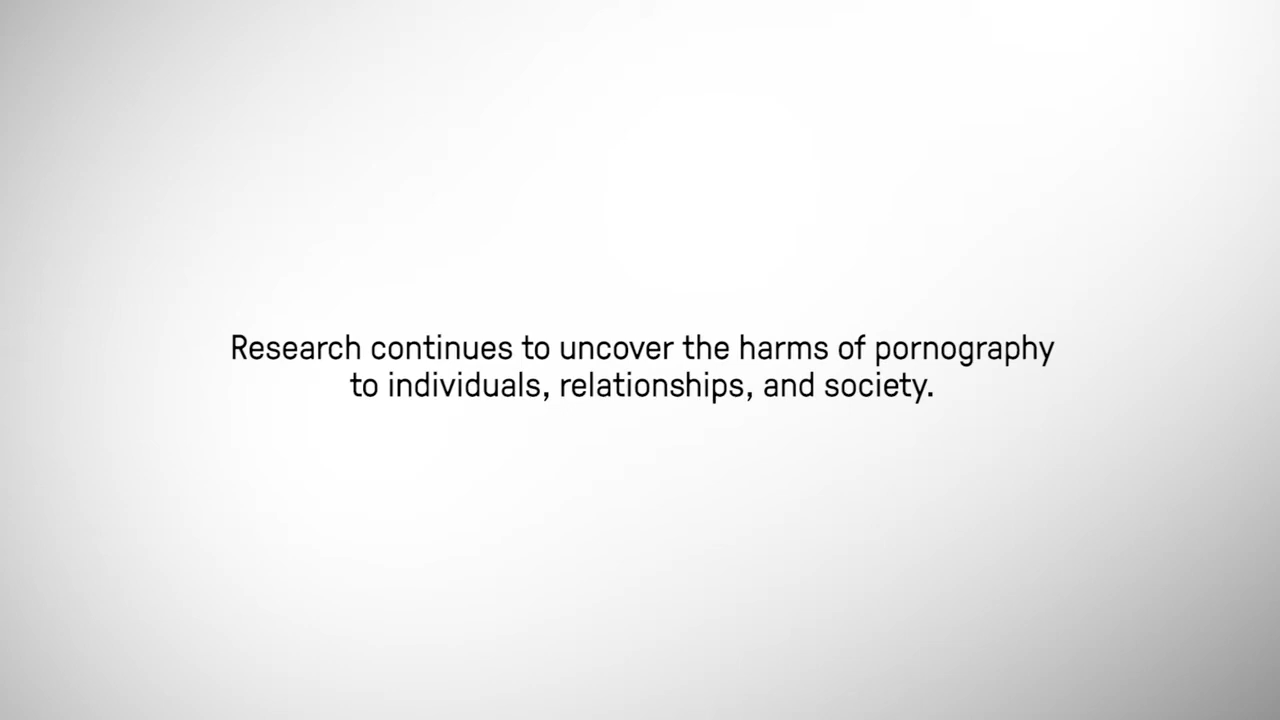 Research continues to uncover the harms of pornography
to individuals, relationships, and society.